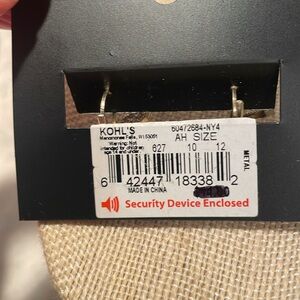 KOHL'S 60472684-NY4
Menomonee Falls, WI 53051 AH SIZE
Warning: Not
intended for children 627 10 12
age 14 and under.
METAL
6 42447 18338 2
MADE IN CHINA
Security Device Enclosed